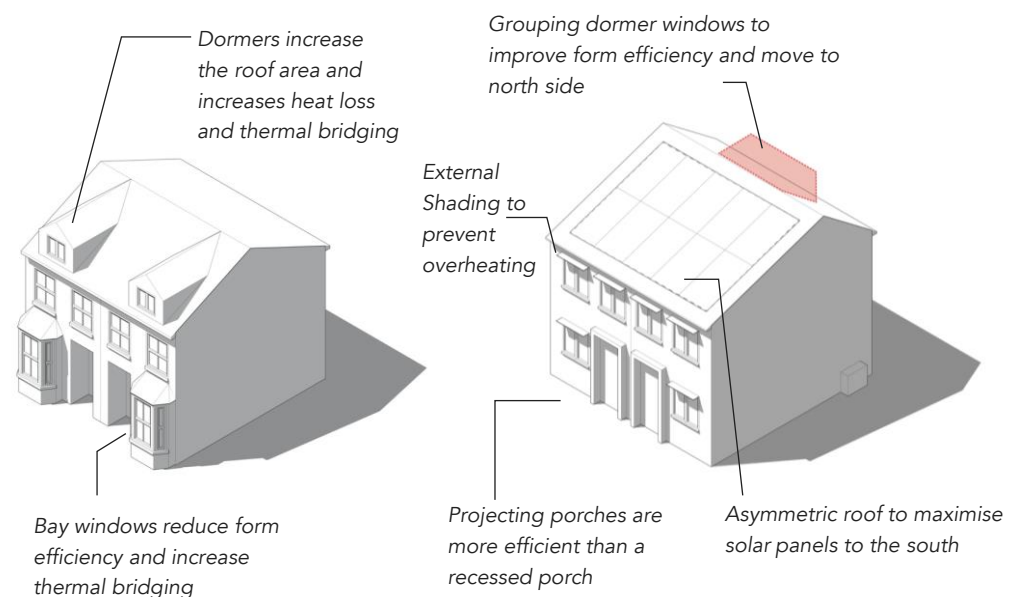 Dormers increase
the roof area and
increases heat loss
and thermal bridging
Grouping dormer windows to
improve form efficiency and move to
north side
External
Shading to
prevent
overheating
Bay windows reduce form
efficiency and increase
thermal bridging
Projecting porches are
more efficient than a
recessed porch
Asymmetric roof to maximise
solar panels to the south